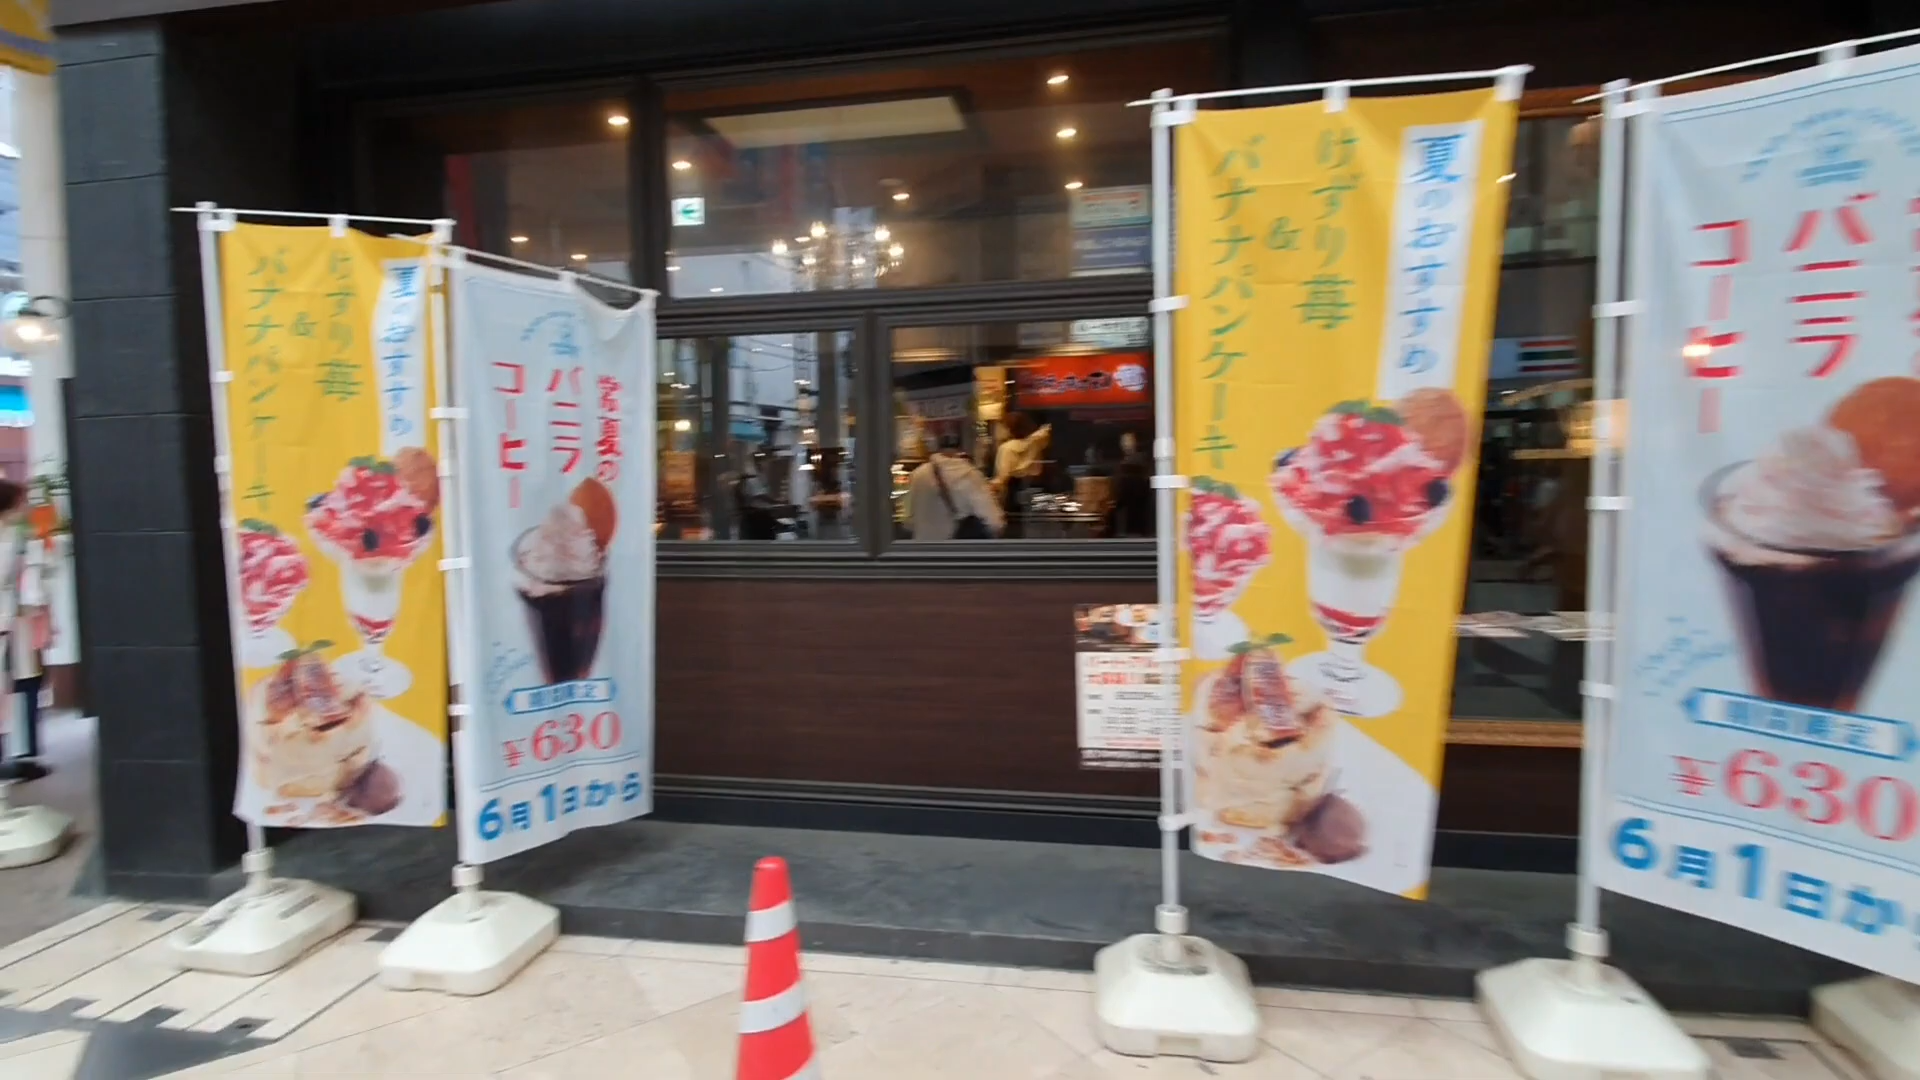 夏のおすすめ
けずり苺
&
バナナパンケーキ
常夏の
バニラ
コーヒー
期間限定
¥630
6月1日から
夏のおすすめ
けずり苺
&
バナナパンケーキ
バニラ
コーヒー
期間限定
¥630
6月1日か